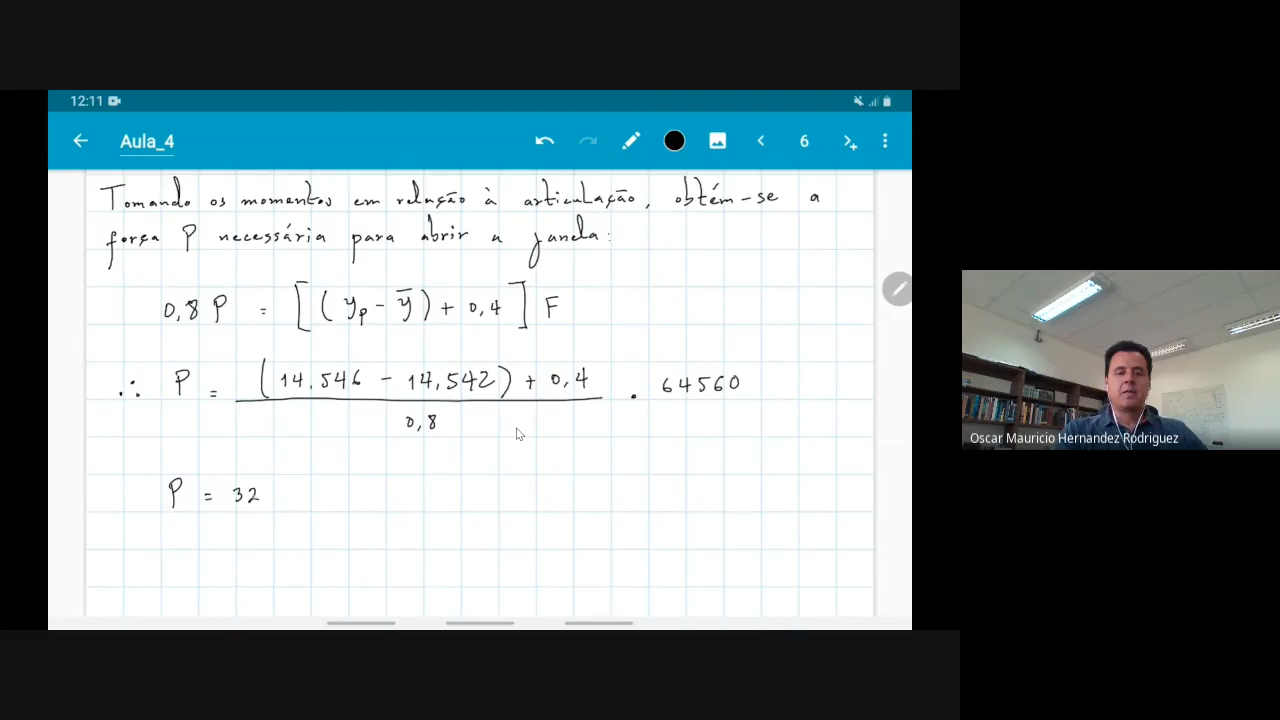 12:11
Aula_4
6
Tomando os momentos em relação à articulação, obtém-se a
força P necessária para abrir a janela:
0,8 P = [(yₚ - ȳ) + 0,4] F
∴ P = (14,546 - 14,542) + 0,4 . 64560
0,8
P = 32
Oscar Mauricio Hernandez Rodriguez